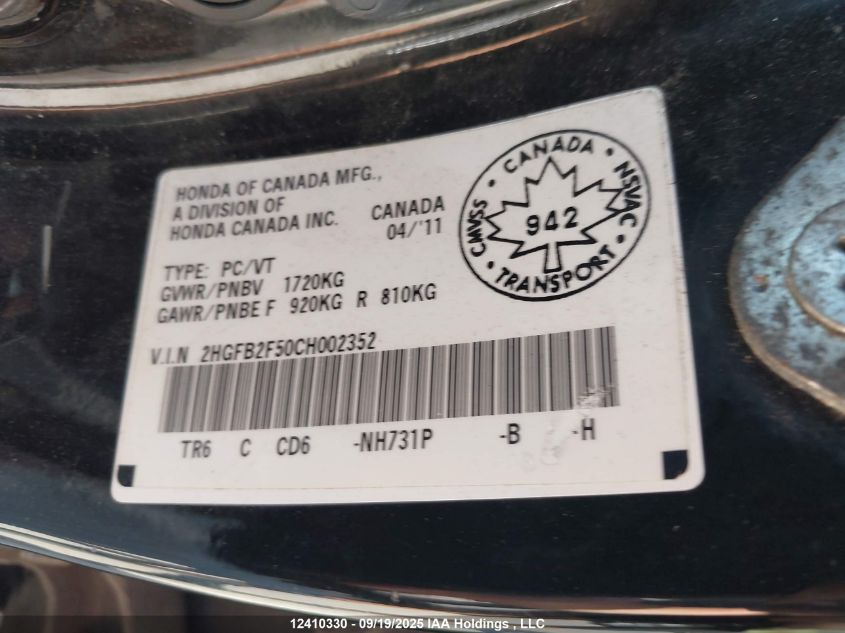 HONDA OF CANADA MFG.,
A DIVISION OF
HONDA CANADA INC.
CANADA
04/'11
TYPE: PC/VT
GVWR/PNBV 1720KG
GAWR/PNBE F 920KG R 810KG
CANADA • NSVAC • TRANSPORT • CMVSS •
942
V.I.N 2HGFB2F50CH002352
TR6 C CD6 -NH731P -B -H
12410330 - 09/19/2025 IAA Holdings , LLC